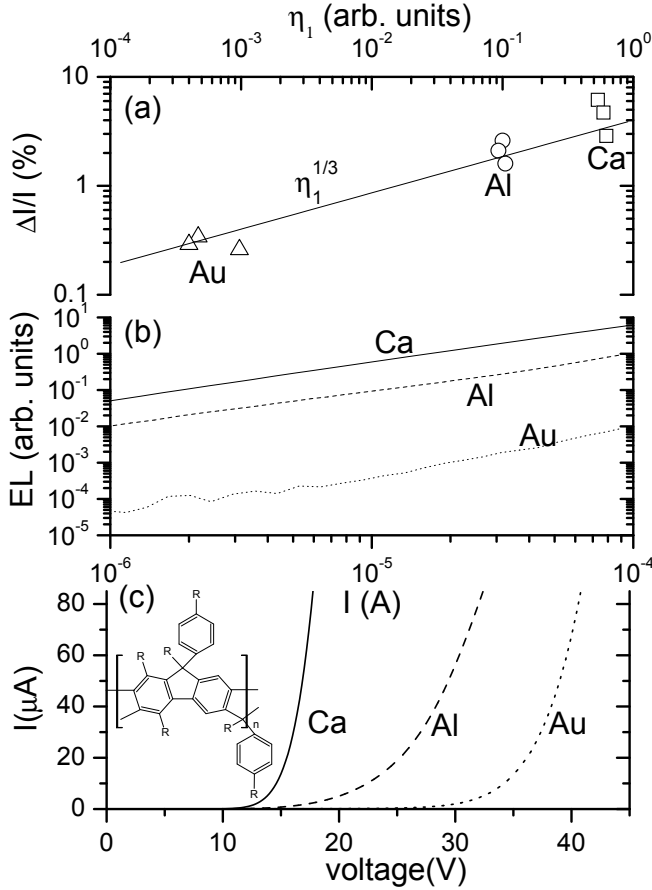 η₁ (arb. units)
10⁻⁴ 10⁻³ 10⁻² 10⁻¹ 10⁰
10
1
0.1
ΔI/I (%)
(a)
η₁^1/3
Au
Al
Ca
10¹
10⁰
10⁻¹
10⁻²
10⁻³
10⁻⁴
10⁻⁵
EL (arb. units)
(b)
Ca
Al
Au
10⁻⁶ 10⁻⁵ 10⁻⁴
I (A)
80
60
40
20
0
I(μA)
(c)
R
R
R
R
R
n
R
Ca
Al
Au
0 10 20 30 40
voltage(V)